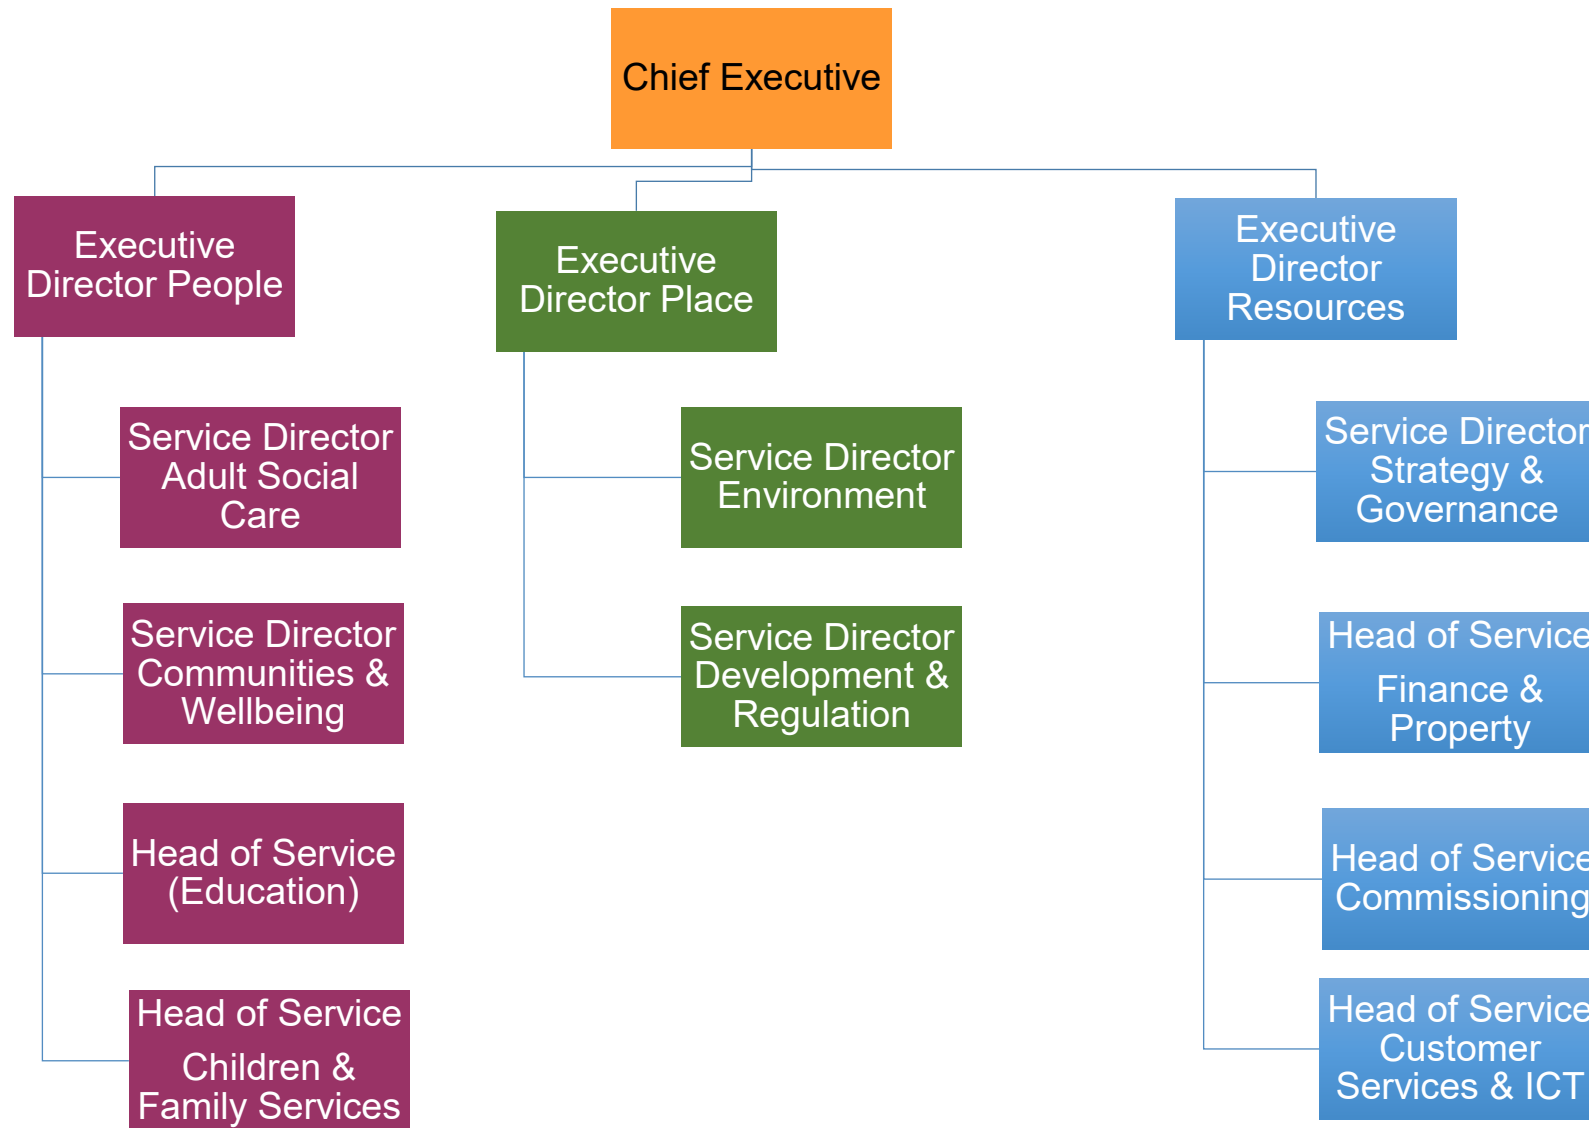 Chief Executive
Executive
Director People
Executive
Director Place
Executive
Director
Resources
Service Director
Adult Social
Care
Service Director
Communities &
Wellbeing
Head of Service
(Education)
Head of Service
Children &
Family Services
Service Director
Environment
Service Director
Development &
Regulation
Service Director
Strategy &
Governance
Head of Service
Finance &
Property
Head of Service
Commissioning
Head of Service
Customer
Services & ICT